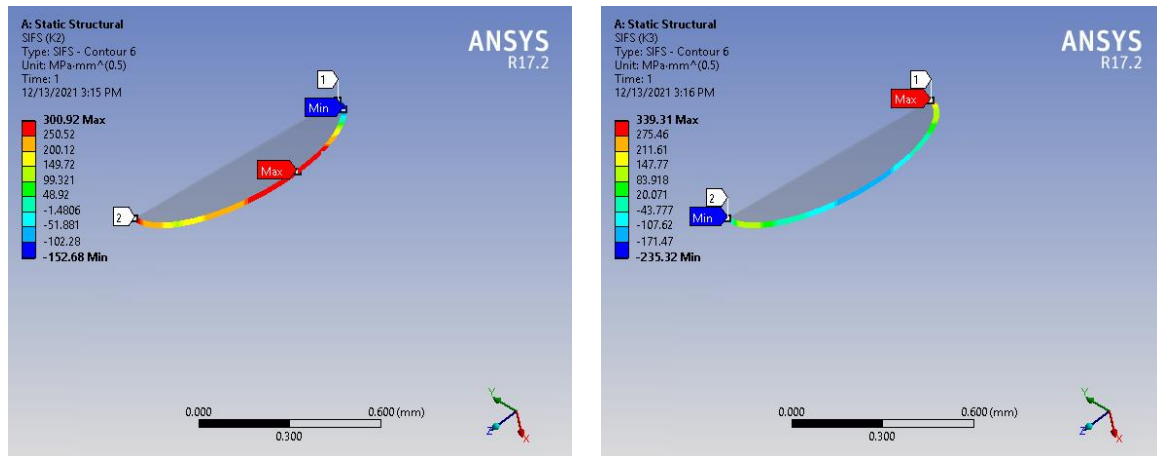 A: Static Structural
SIFS (K2)
Type: SIFS - Contour 6
Unit: MPa·mm^(0.5)
Time: 1
12/13/2021 3:15 PM
ANSYS
R17.2
300.92 Max
250.52
200.12
149.72
99.321
48.92
-1.4806
-51.881
-102.28
-152.68 Min
1
Min
Max
2
0.000
0.600 (mm)
0.300
Y
Z
X
A: Static Structural
SIFS (K3)
Type: SIFS - Contour 6
Unit: MPa·mm^(0.5)
Time: 1
12/13/2021 3:16 PM
ANSYS
R17.2
339.31 Max
275.46
211.61
147.77
83.918
20.071
-43.777
-107.62
-171.47
-235.32 Min
1
Max
2
Min
0.000
0.600 (mm)
0.300
Y
Z
X